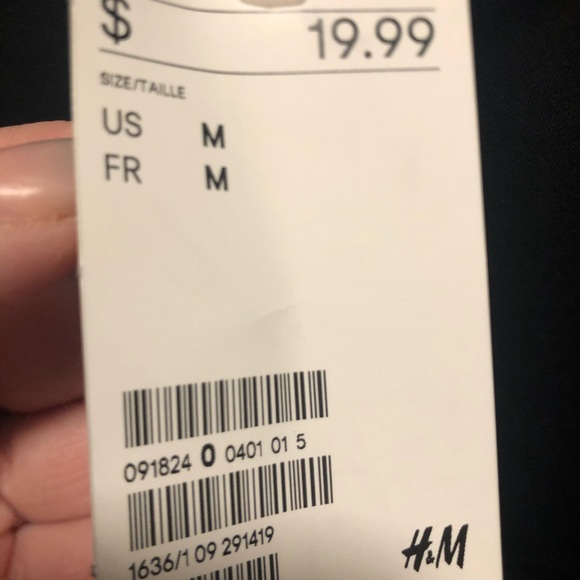 $ 19.99
SIZE/TAILLE
US M
FR M
091824 0 0401 01 5
1636/1 09 291419
H&M